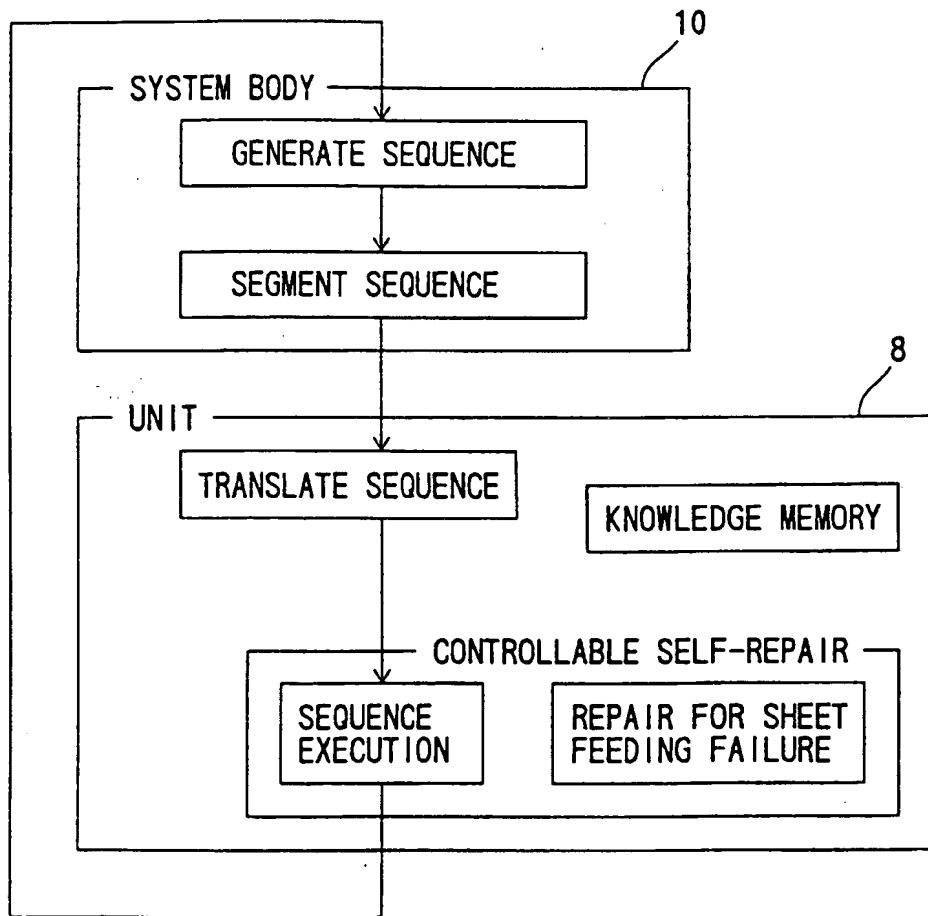 10
SYSTEM BODY
GENERATE SEQUENCE
SEGMENT SEQUENCE
8
UNIT
TRANSLATE SEQUENCE
KNOWLEDGE MEMORY
CONTROLLABLE SELF-REPAIR
SEQUENCE
EXECUTION
REPAIR FOR SHEET
FEEDING FAILURE